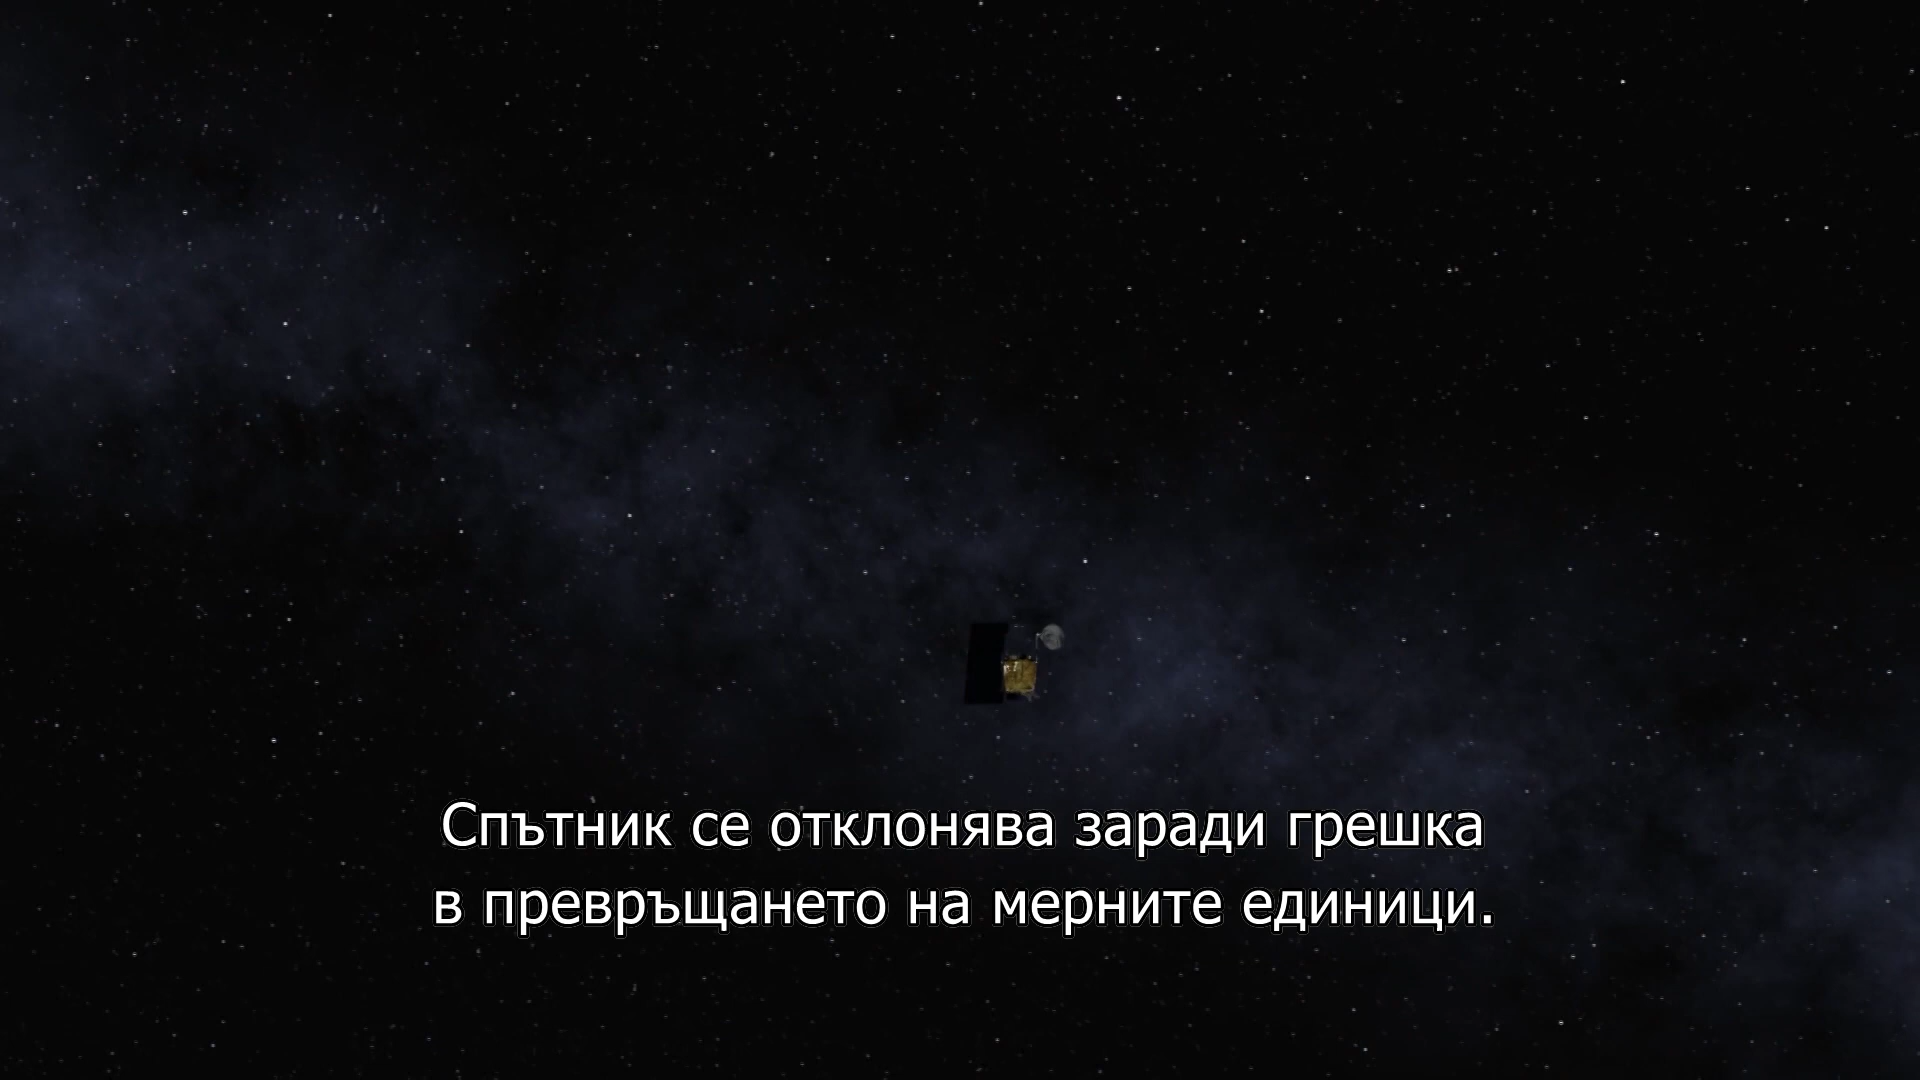 Спътник се отклонява заради грешка
в превръщането на мерните единици.